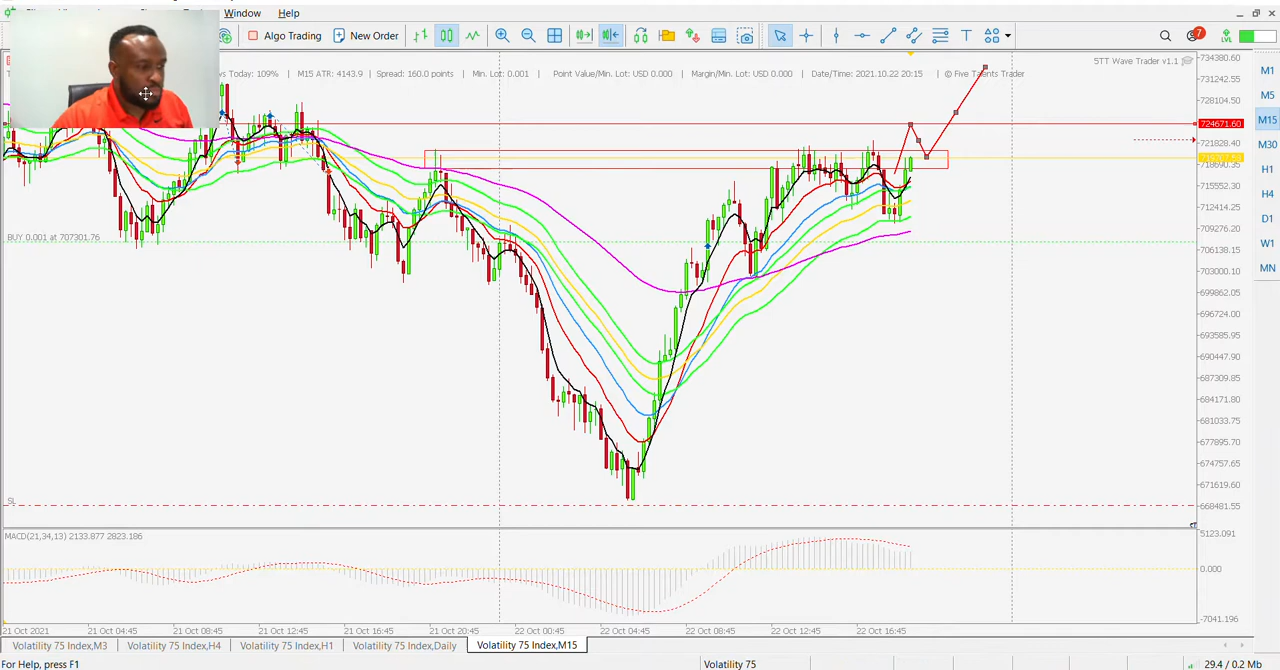 Window Help
Algo Trading New Order 7 LVL
s Today: 109% | M15 ATR: 4143.9 | Spread: 160.0 points | Min. Lot: 0.001 | Point Value/Min. Lot: USD 0.000 | Margin/Min. Lot: USD 0.000 | Date/Time: 2021.10.22 20:15 | © Five Talents Trader
5TT Wave Trader v1.1
734380.60
731242.55
728104.50
724671.60
721828.40
718690.35
715552.30
712414.25
709276.20
706138.15
703000.10
699862.05
696724.00
693585.95
690447.90
687309.85
684171.80
681033.75
677895.70
674757.65
671619.60
668481.55
M1
M5
M15
M30
H1
H4
D1
W1
MN
BUY 0.001 at 707301.76
SL
MACD(21,34,13) 2133.877 2823.186
5123.091
0.000
-7041.196
21 Oct 2021 21 Oct 04:45 21 Oct 08:45 21 Oct 12:45 21 Oct 16:45 21 Oct 20:45 22 Oct 00:45 22 Oct 04:45 22 Oct 08:45 22 Oct 12:45 22 Oct 16:45
Volatility 75 Index,M3 Volatility 75 Index,H4 Volatility 75 Index,H1 Volatility 75 Index,Daily Volatility 75 Index,M15
For Help, press F1 Volatility 75 29.4 / 0.2 Mb